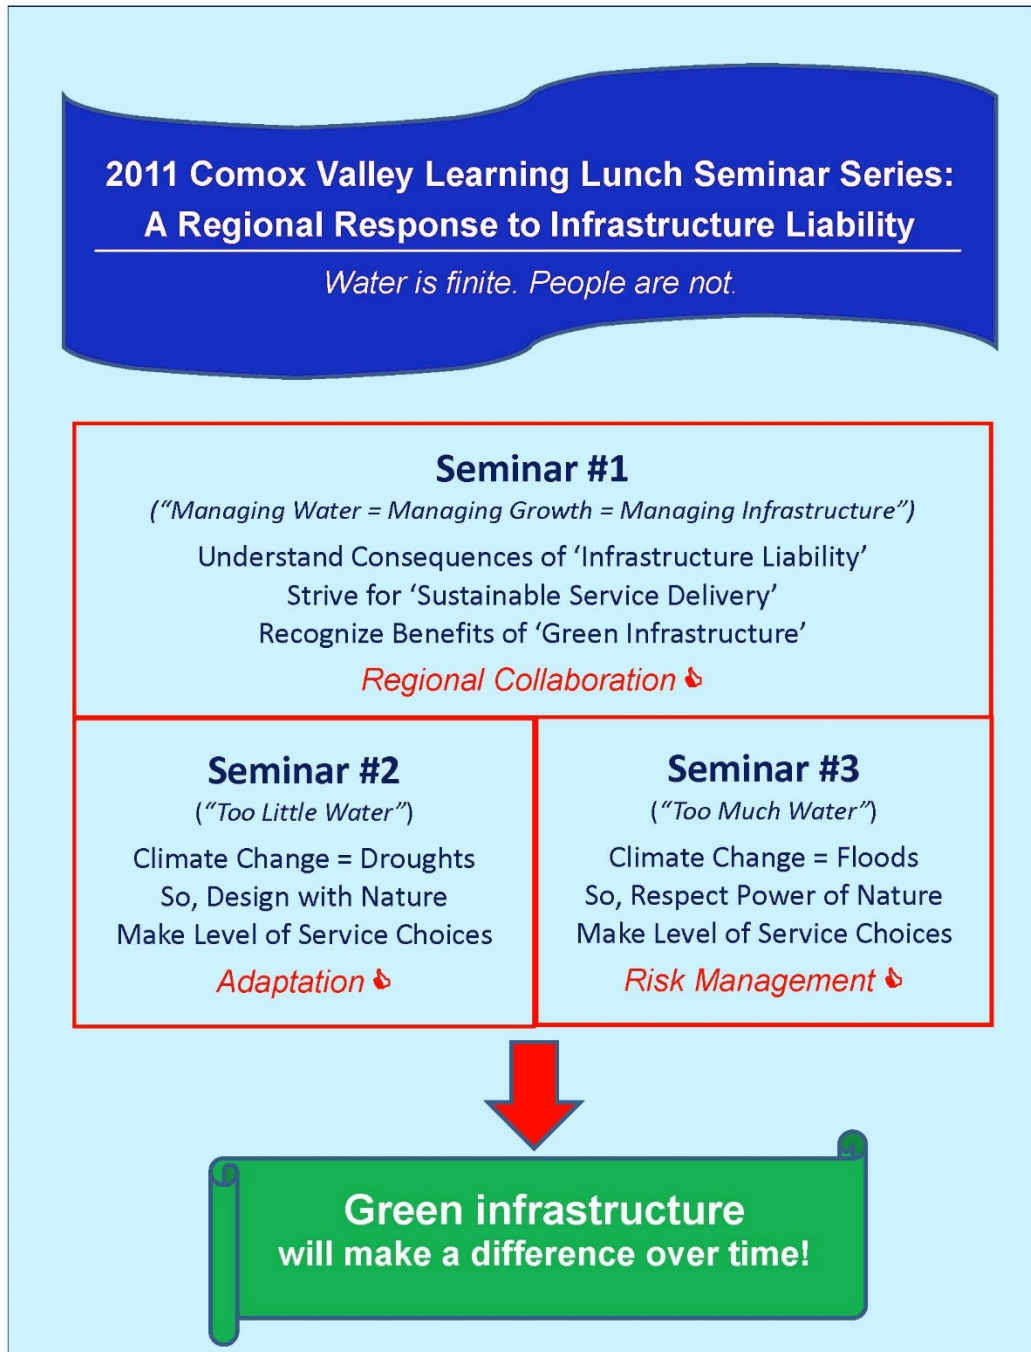 2011 Comox Valley Learning Lunch Seminar Series:
A Regional Response to Infrastructure Liability
Water is finite. People are not.
Seminar #1
(“Managing Water = Managing Growth = Managing Infrastructure”)
Understand Consequences of ‘Infrastructure Liability’
Strive for ‘Sustainable Service Delivery’
Recognize Benefits of ‘Green Infrastructure’
Regional Collaboration
Seminar #2
(“Too Little Water”)
Climate Change = Droughts
So, Design with Nature
Make Level of Service Choices
Adaptation
Seminar #3
(“Too Much Water”)
Climate Change = Floods
So, Respect Power of Nature
Make Level of Service Choices
Risk Management
Green infrastructure
will make a difference over time!